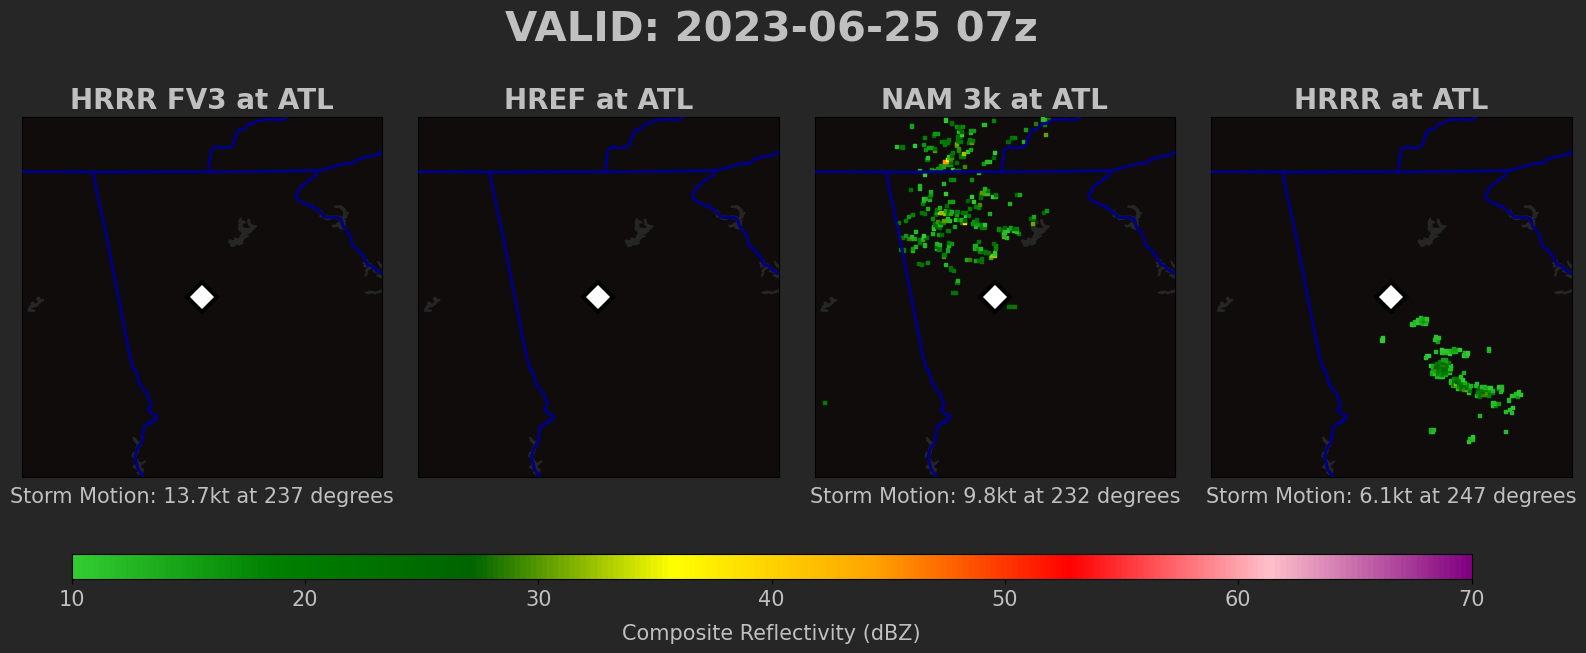 VALID: 2023-06-25 07z
HRRR FV3 at ATL
HREF at ATL
NAM 3k at ATL
HRRR at ATL
Storm Motion: 13.7kt at 237 degrees
Storm Motion: 9.8kt at 232 degrees
Storm Motion: 6.1kt at 247 degrees
10 20 30 40 50 60 70
Composite Reflectivity (dBZ)